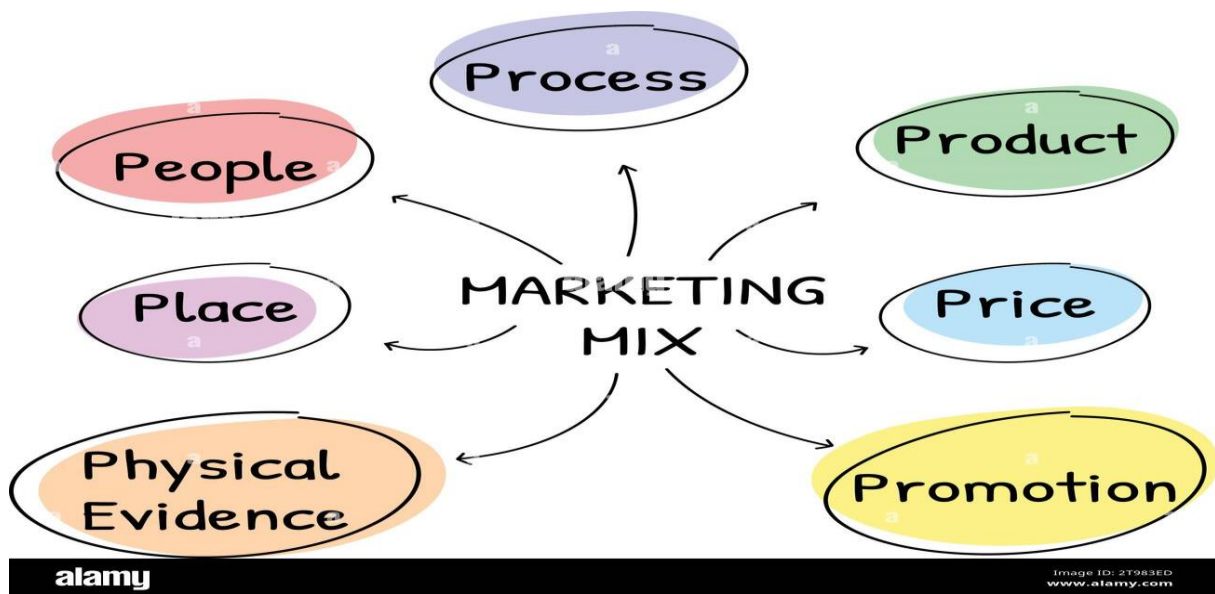 Process
People
Product
MARKETING
MIX
Place
Price
Physical
Evidence
Promotion
alamy
Image ID: 2T983ED
www.alamy.com